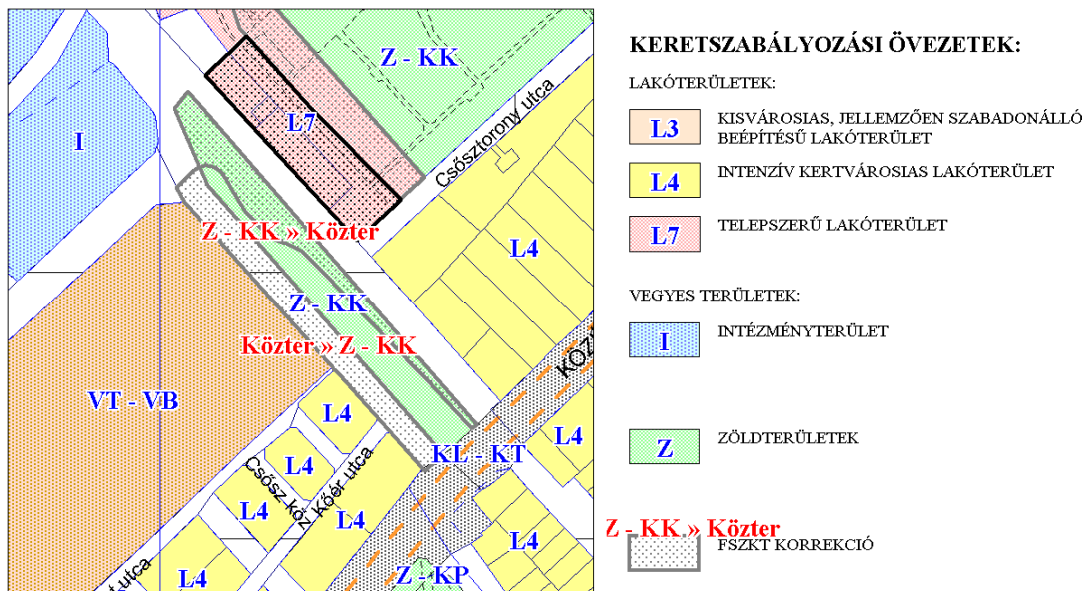 Z - KK
L7
I
Csősztorony utca
Z - KK » Közter
L4
Z - KK
Közter » Z - KK
VT - VB
L4
KL - KT
L4
L4
Csősz köz
Kőér utca
L4
L4
L4
Z - KP
L4
utca
KERETSZABÁLYOZÁSI ÖVEZETEK:
LAKÓTERÜLETEK:
L3
KISVÁROSIAS, JELLEMZŐEN SZABADONÁLLÓ
BEÉPÍTÉSŰ LAKÓTERÜLET
L4
INTENZÍV KERTVÁROSIAS LAKÓTERÜLET
L7
TELEPSZERŰ LAKÓTERÜLET
VEGYES TERÜLETEK:
I
INTÉZMÉNYTERÜLET
Z
ZÖLDTERÜLETEK
Z - KK » Közter
FSZKT KORREKCIÓ